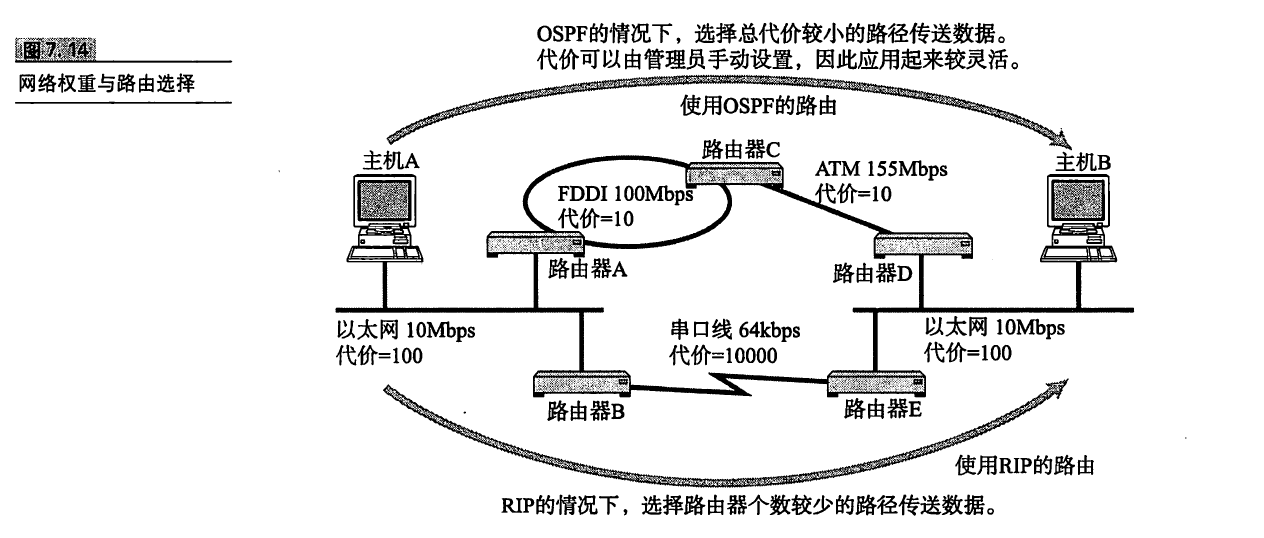 图7.14
网络权重与路由选择
OSPF的情况下，选择总代价较小的路径传送数据。
代价可以由管理员手动设置，因此应用起来较灵活。
使用OSPF的路由
主机A
路由器C
ATM 155Mbps
代价=10
主机B
FDDI 100Mbps
代价=10
路由器A
路由器D
以太网 10Mbps
代价=100
串口线 64kbps
代价=10000
以太网 10Mbps
代价=100
路由器B
路由器E
使用RIP的路由
RIP的情况下，选择路由器个数较少的路径传送数据。